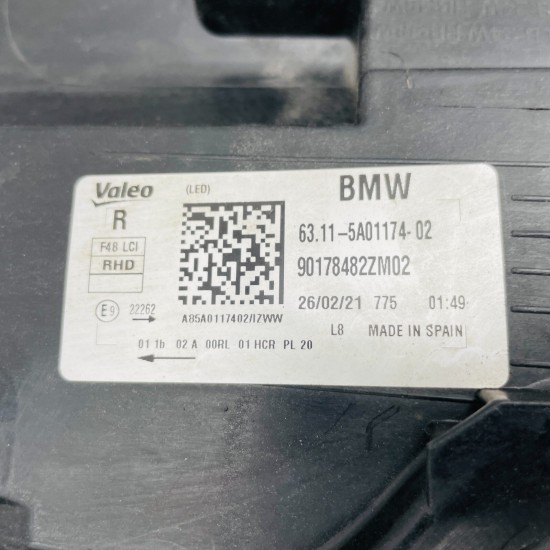 Valeo (LED) BMW
R
F48 LCI
RHD
63.11-5A01174-02
90178482ZM02
E9 22262
A85A0117402/IZWW
26/02/21 775 01:49
L8 MADE IN SPAIN
01 1b 02 A 00RL 01 HCR PL 20